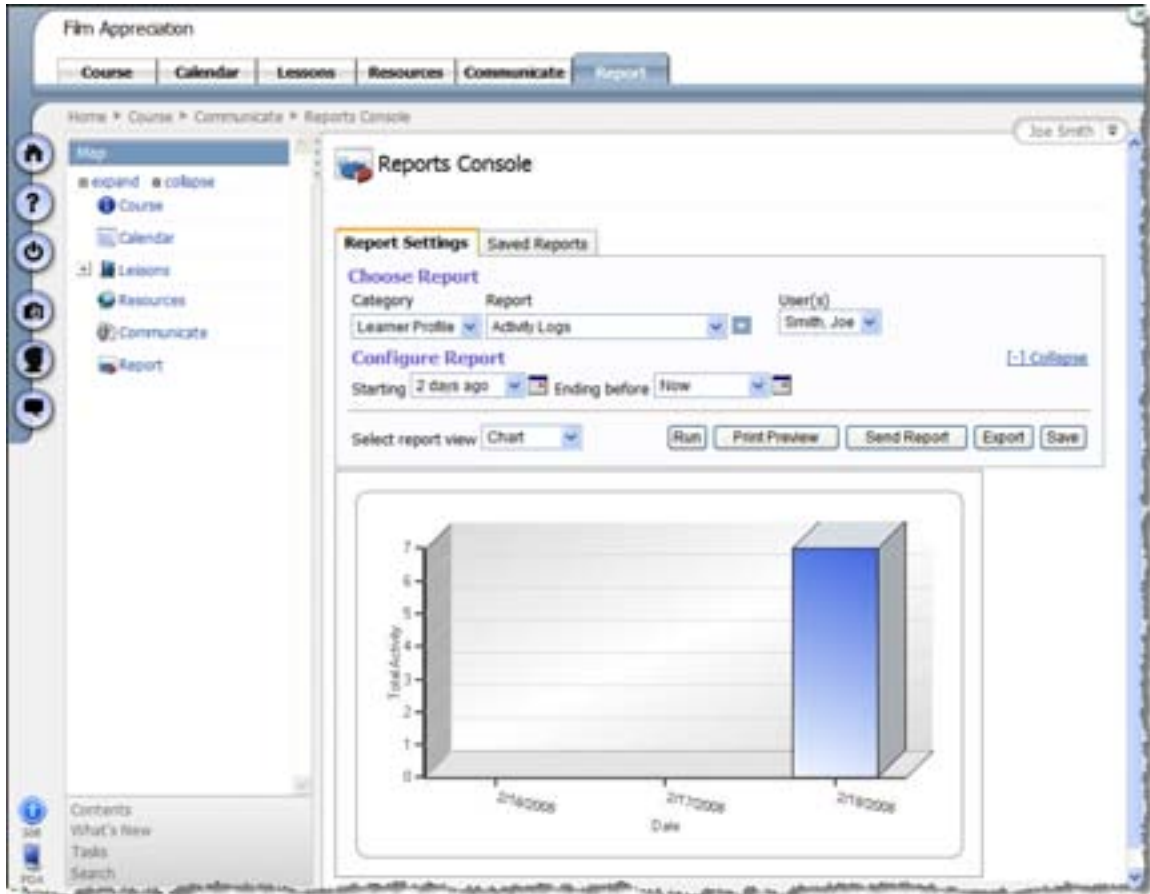 Film Appreciation
Course Calendar Lessons Resources Communicate Report
Home Course Communicate Reports Console
Joe Smith
Map
expand collapse
Course
Calendar
Lessons
Resources
Communicate
Report
Contents
What's New
Tasks
Search
PDA
Reports Console
Report Settings Saved Reports
Choose Report
Category Report User(s)
Learner Profile Activity Logs Smith, Joe
Configure Report [-] Collapse
Starting 2 days ago Ending before Now
Select report view Chart Run Print Preview Send Report Export Save
7
6
5
4
3
2
1
0
Total Activity
2/16/2008 2/17/2008 2/18/2008
Date